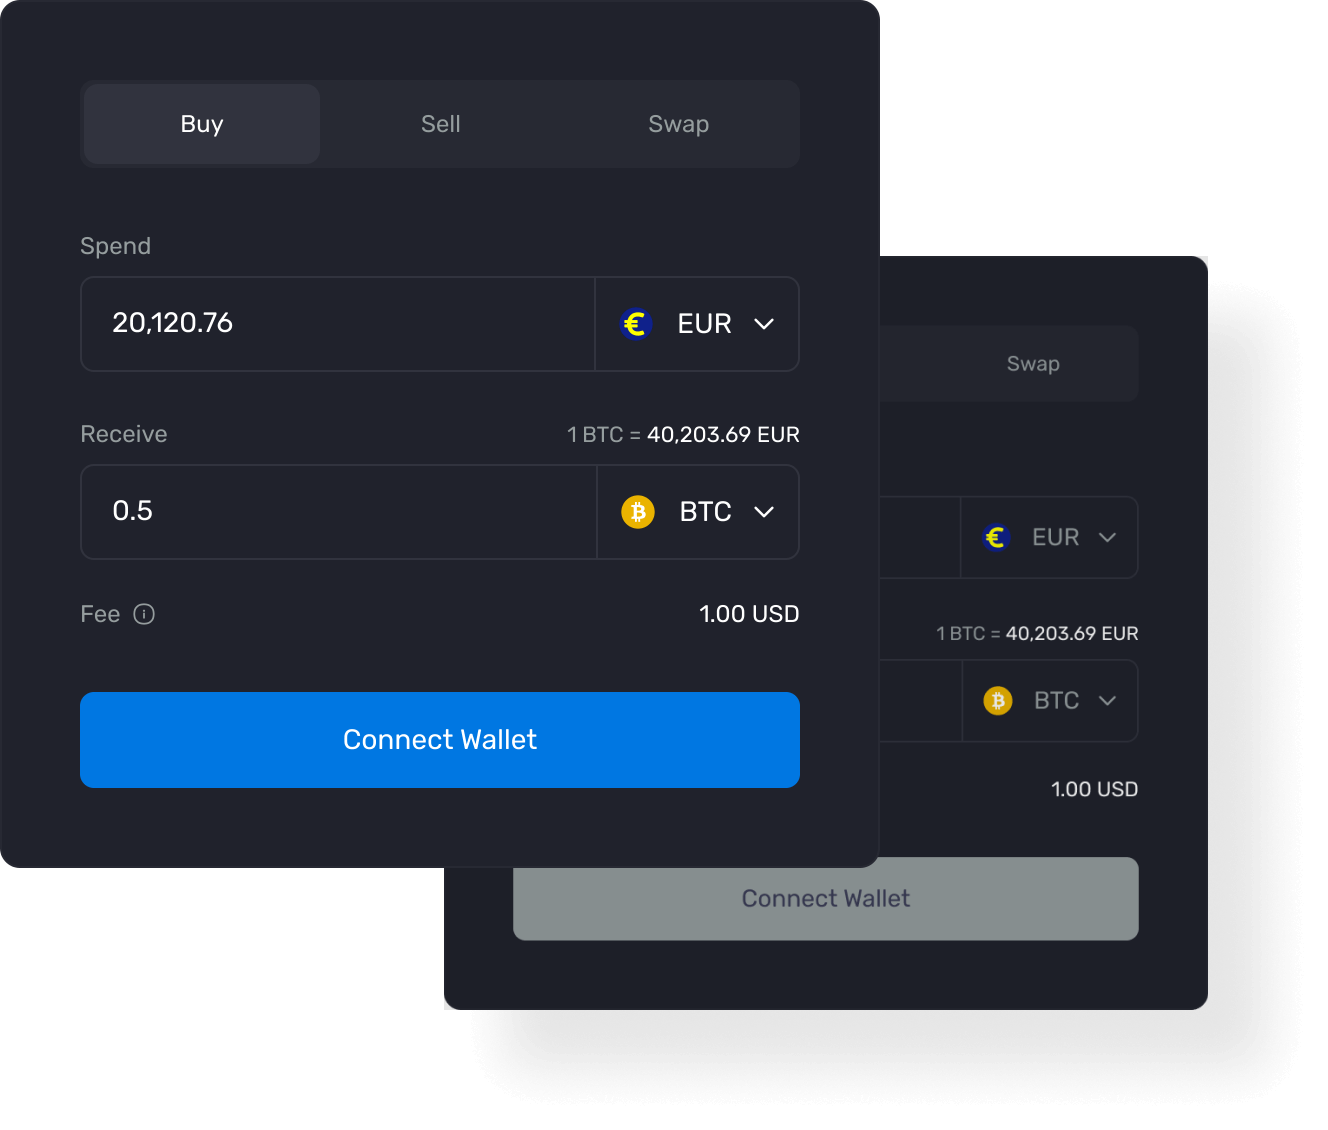 Buy Sell Swap
Spend
20,120.76 € EUR
Receive 1 BTC = 40,203.69 EUR
0.5 ₿ BTC
Fee 1.00 USD
Connect Wallet
Swap
€ EUR
1 BTC = 40,203.69 EUR
₿ BTC
1.00 USD
Connect Wallet